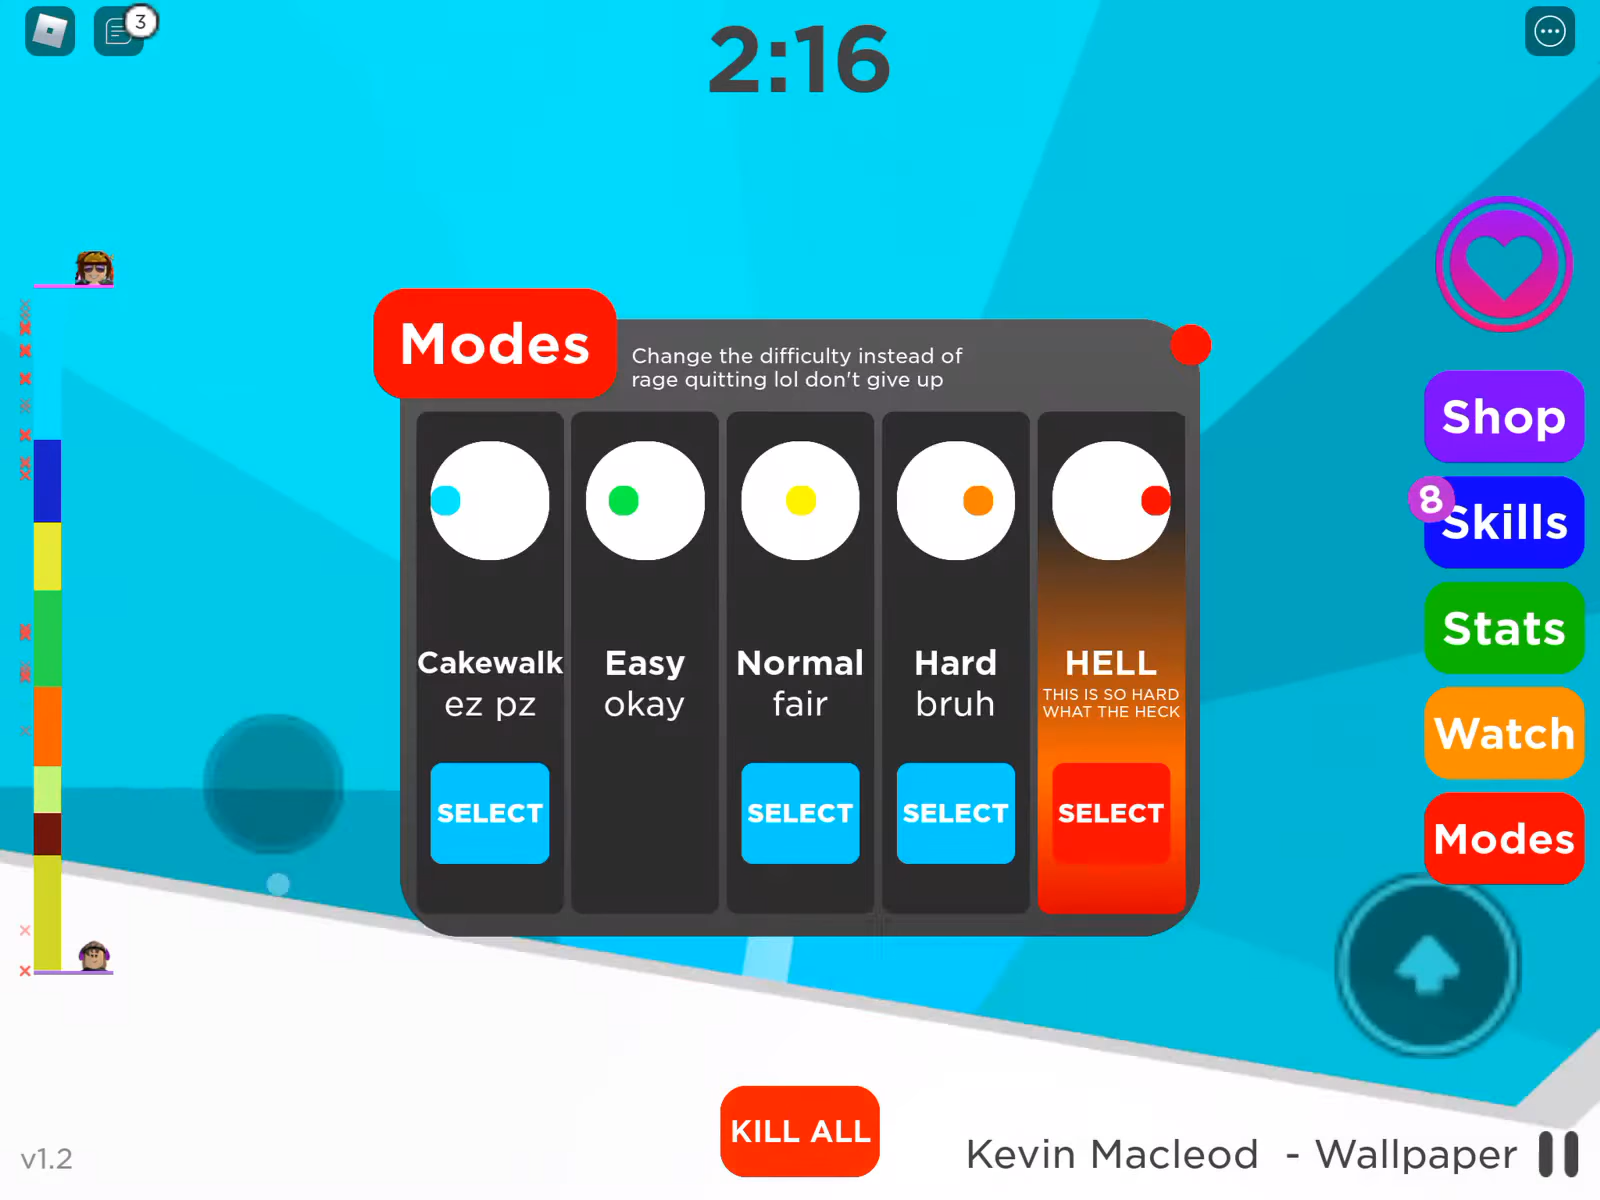 3
2:16
Modes
Change the difficulty instead of
rage quitting lol don't give up
Cakewalk
ez pz
SELECT
Easy
okay
Normal
fair
SELECT
Hard
bruh
SELECT
HELL
THIS IS SO HARD
WHAT THE HECK
SELECT
Shop
8
Skills
Stats
Watch
Modes
KILL ALL
v1.2
Kevin Macleod - Wallpaper